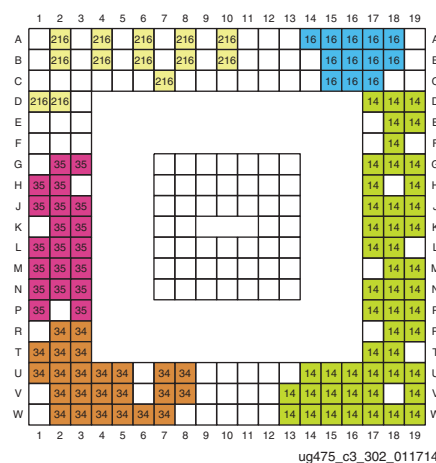 1 2 3 4 5 6 7 8 9 10 11 12 13 14 15 16 17 18 19
A 216 216 216 216 216 16 16 16 16 16 A
B 216 216 216 216 216 16 16 16 16 B
C 216 16 16 16 C
D 216 216 14 14 14 D
E 14 14 E
F 14 F
G 35 35 14 14 14 G
H 35 35 14 14 H
J 35 35 35 14 14 14 J
K 35 35 14 14 14 K
L 35 35 35 14 14 L
M 35 35 35 14 14 M
N 35 35 35 14 14 14 N
P 35 35 14 14 14 P
R 34 34 14 14 R
T 34 34 34 14 14 T
U 34 34 34 34 34 34 34 14 14 14 14 14 14 U
V 34 34 34 34 34 34 14 14 14 14 14 14 V
W 34 34 34 34 34 34 14 14 14 14 14 14 14 W
1 2 3 4 5 6 7 8 9 10 11 12 13 14 15 16 17 18 19
ug475_c3_302_011714